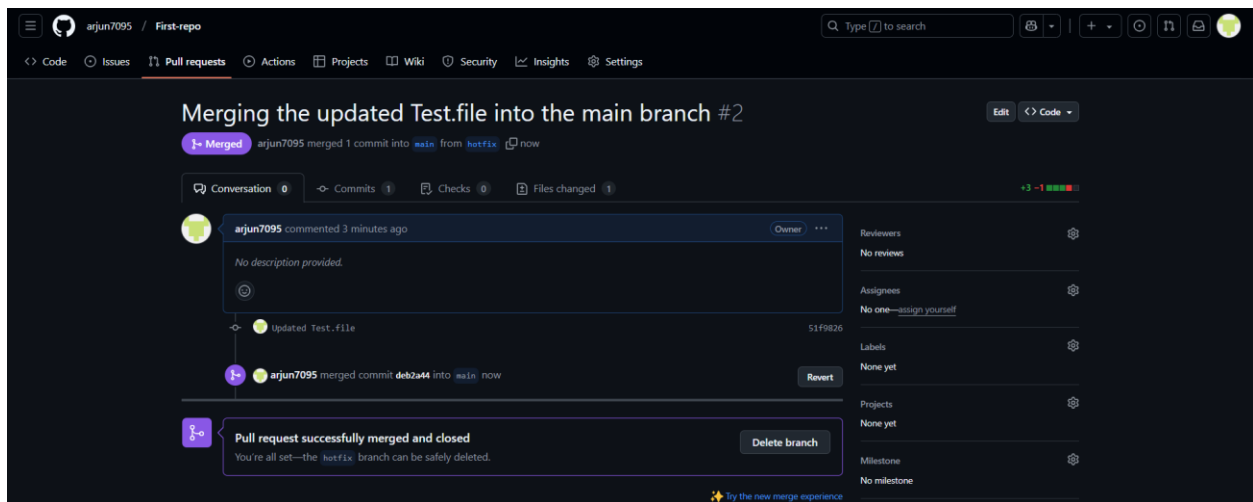 arjun7095 / First-repo
Type / to search
Code Issues Pull requests Actions Projects Wiki Security Insights Settings
Merging the updated Test.file into the main branch #2
Edit <> Code
Merged arjun7095 merged 1 commit into main from hotfix now
Conversation 0 Commits 1 Checks 0 Files changed 1 +3 −1
arjun7095 commented 3 minutes ago Owner
No description provided.
Updated Test.file 51f9826
arjun7095 merged commit deb2a44 into main now Revert
Pull request successfully merged and closed
You're all set—the hotfix branch can be safely deleted.
Delete branch
Try the new merge experience
Reviewers
No reviews
Assignees
No one—assign yourself
Labels
None yet
Projects
None yet
Milestone
No milestone